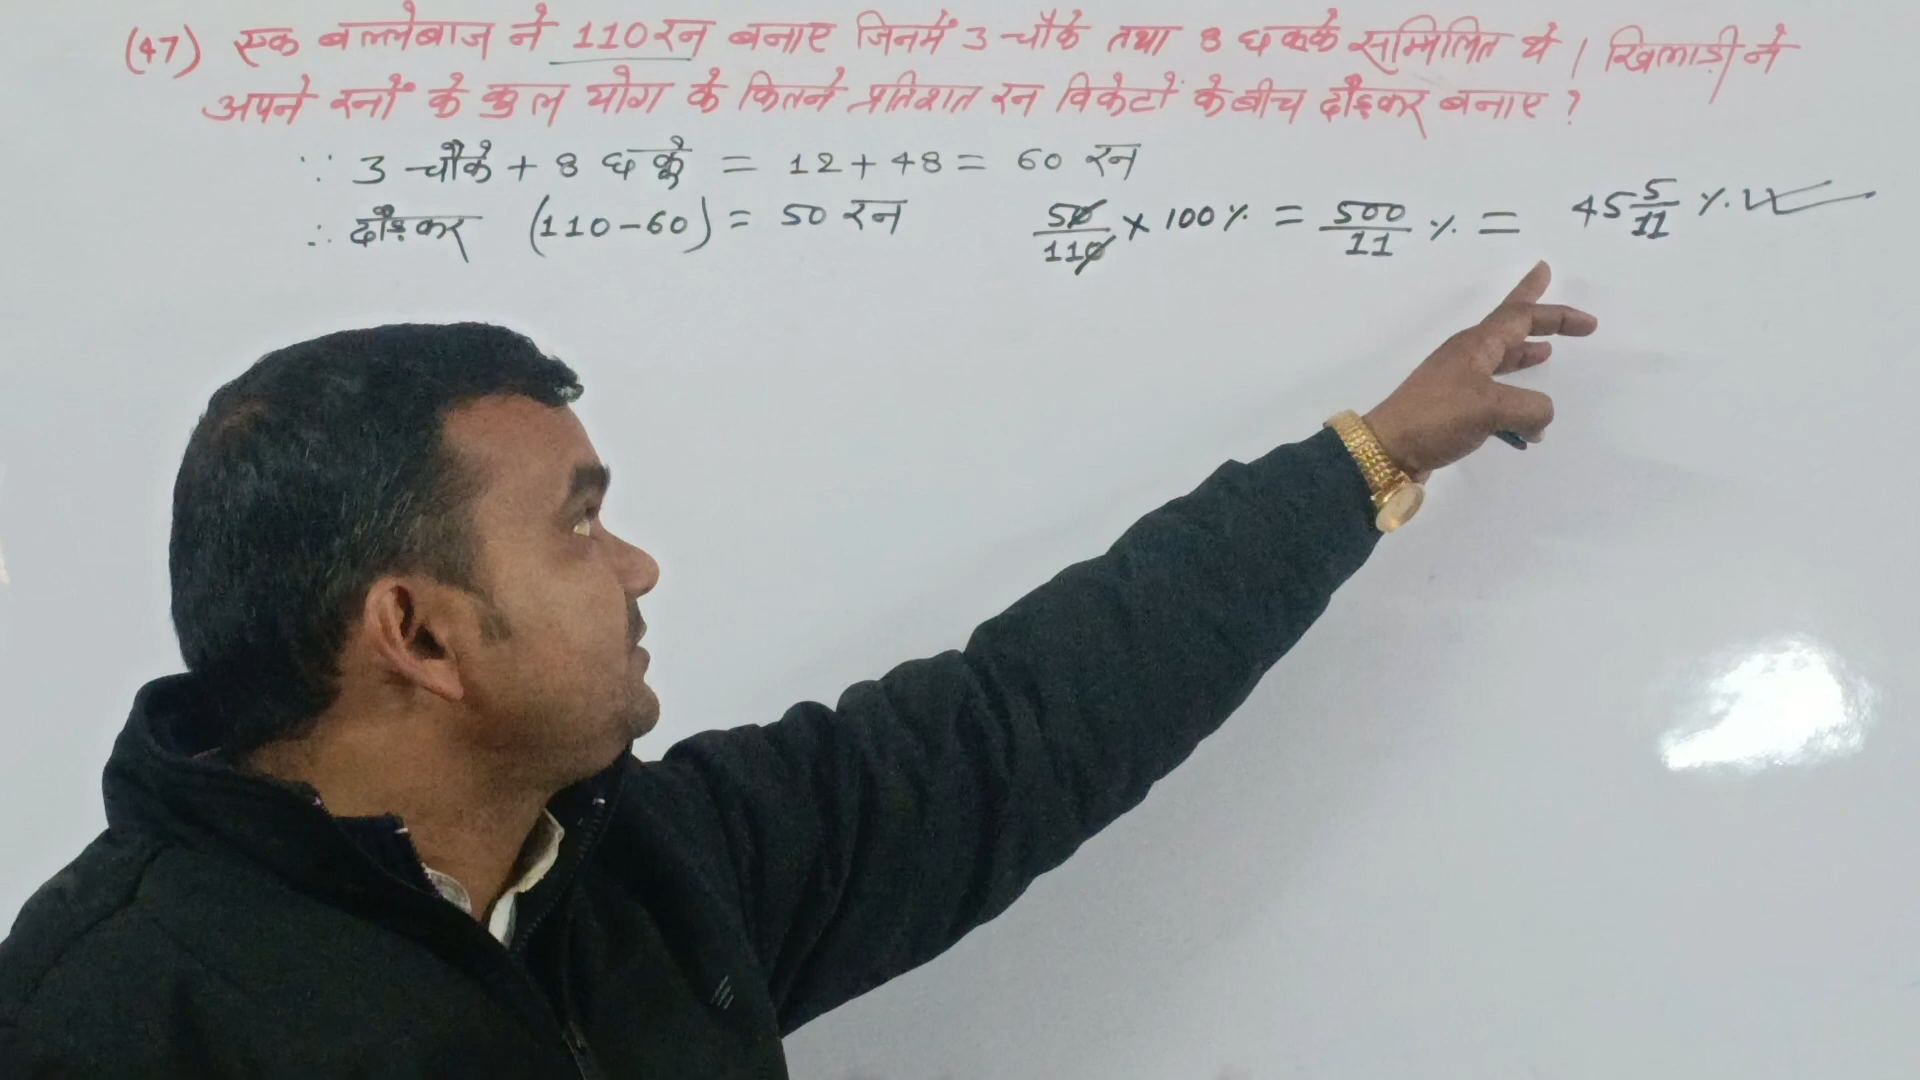 (47) एक बल्लेबाज ने 110 रन बनाए जिनमें 3 चौके तथा 8 छक्के सम्मिलित थे । खिलाड़ी ने
अपने रनों के कुल योग के कितने प्रतिशत रन विकेटों के बीच दौड़कर बनाए ?
∵ 3 चौके + 8 छक्के = 12 + 48 = 60 रन
∴ दौड़कर (110-60) = 50 रन 50/110 × 100% = 500/11 % = 45 5/11 %